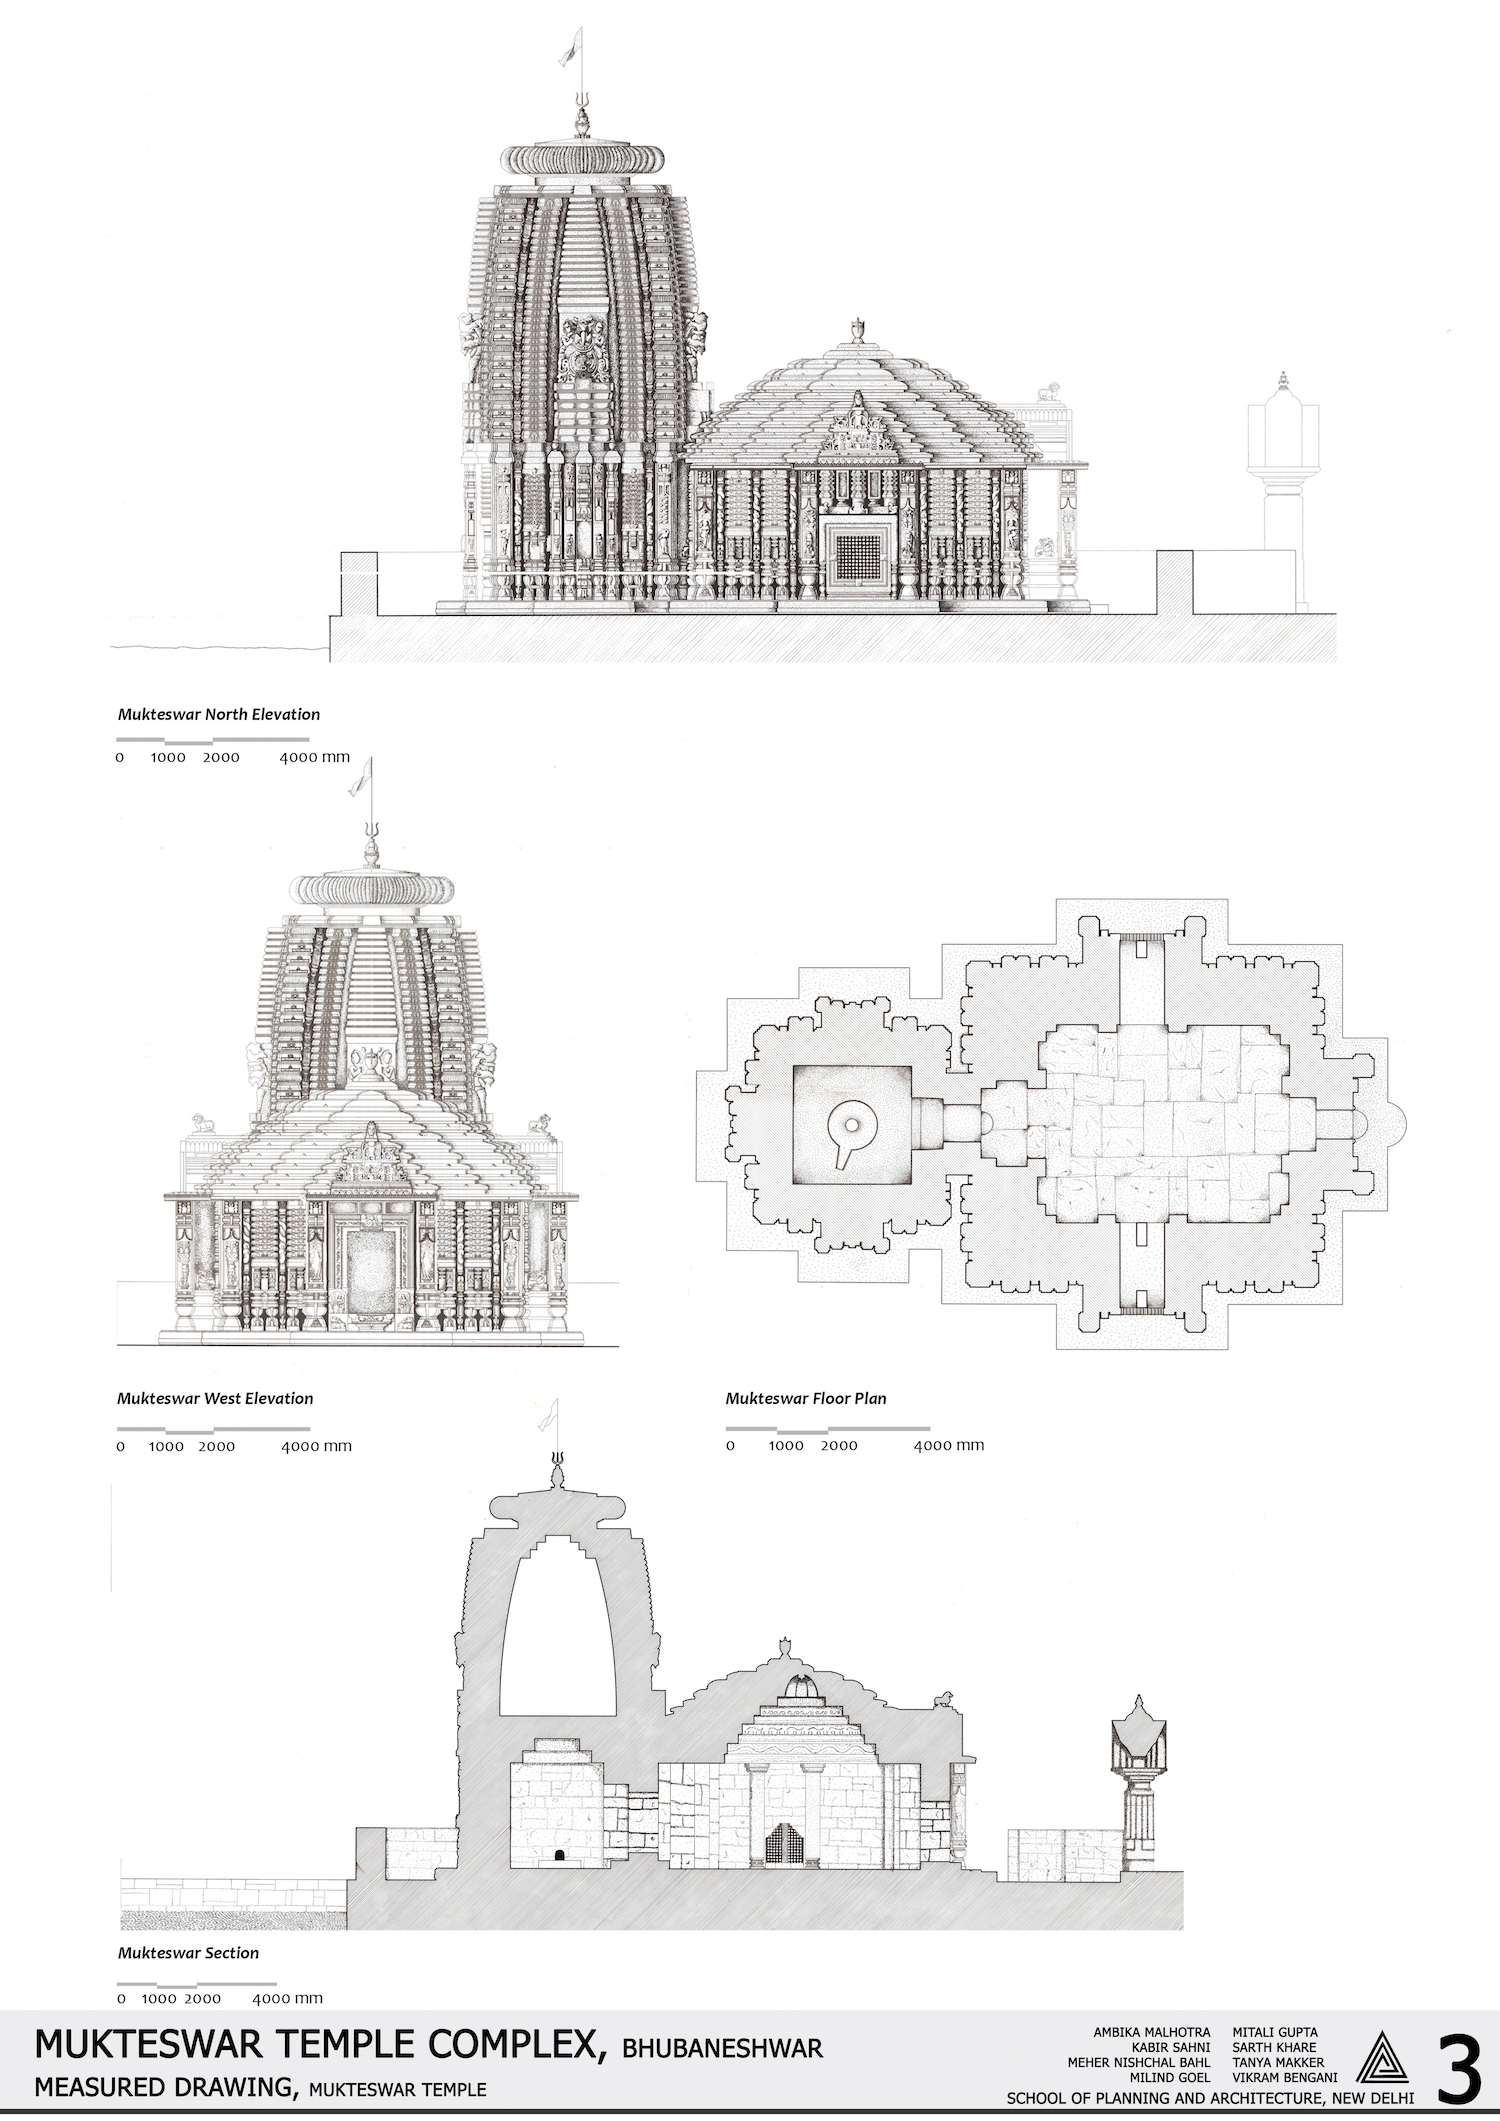 Mukteswar North Elevation
0 1000 2000 4000 mm
Mukteswar West Elevation
0 1000 2000 4000 mm
Mukteswar Floor Plan
0 1000 2000 4000 mm
Mukteswar Section
0 1000 2000 4000 mm
MUKTESWAR TEMPLE COMPLEX, BHUBANESHWAR
MEASURED DRAWING, MUKTESWAR TEMPLE
AMBIKA MALHOTRA
KABIR SAHNI
MEHER NISHCHAL BAHL
MILIND GOEL
MITALI GUPTA
SARTH KHARE
TANYA MAKKER
VIKRAM BENGANI
SCHOOL OF PLANNING AND ARCHITECTURE, NEW DELHI
3